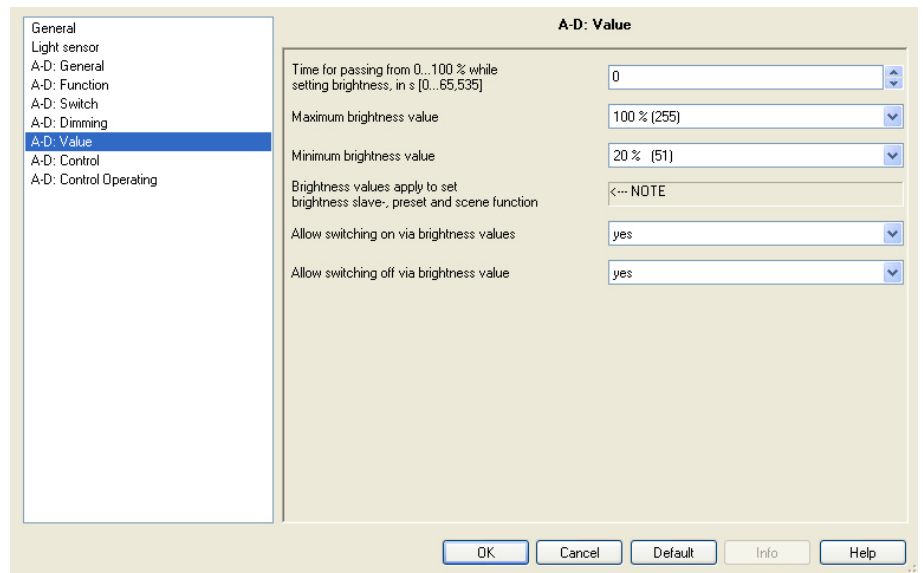 General
Light sensor
A-D: General
A-D: Function
A-D: Switch
A-D: Dimming
A-D: Value
A-D: Control
A-D: Control Operating
A-D: Value
Time for passing from 0...100 % while
setting brightness, in s [0...65,535]
0
Maximum brightness value
100 % (255)
Minimum brightness value
20 % (51)
Brightness values apply to set
brightness slave-, preset and scene function
<--- NOTE
Allow switching on via brightness values
yes
Allow switching off via brightness value
yes
OK
Cancel
Default
Info
Help